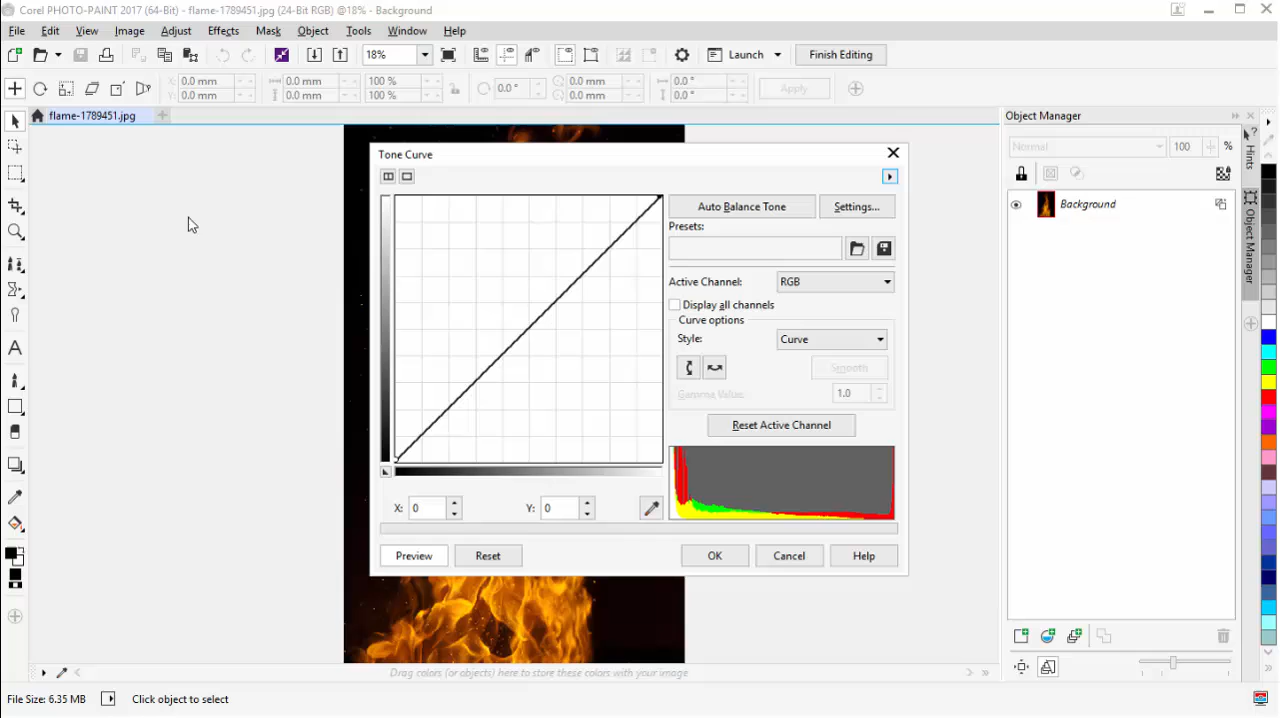 Corel PHOTO-PAINT 2017 (64-Bit) - flame-1789451.jpg (24-Bit RGB) @18% - Background
File Edit View Image Adjust Effects Mask Object Tools Window Help
18% Launch Finish Editing
X: 0.0 mm 0.0 mm 100 % 0.0 ° 0.0 mm 0.0 mm 0.0 ° Apply
Y: 0.0 mm 0.0 mm 100 % 0.0 mm 0.0 mm 0.0 °
flame-1789451.jpg
Object Manager
Normal 100 %
Background
Hints
Object Manager
Tone Curve
Auto Balance Tone Settings...
Presets:
Active Channel: RGB
Display all channels
Curve options
Style: Curve
Smooth
Gamma Value: 1.0
Reset Active Channel
X: 0 Y: 0
Preview Reset OK Cancel Help
Drag colors (or objects) here to store these colors with your image
File Size: 6.35 MB Click object to select